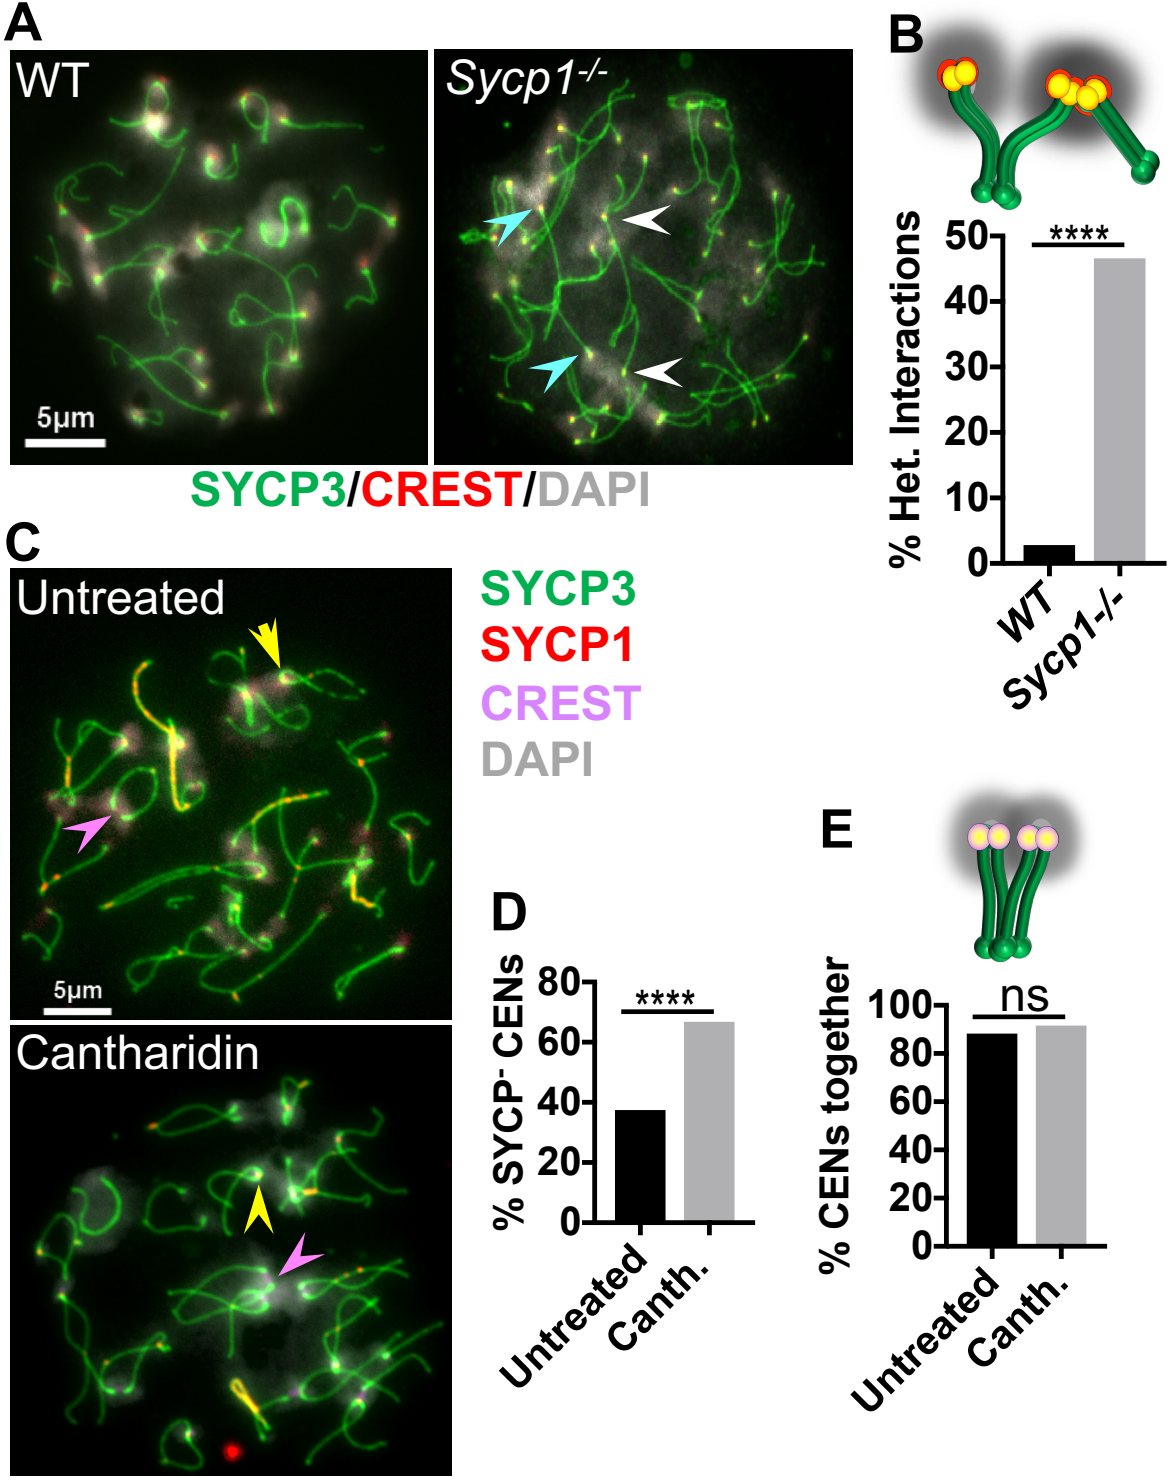 A
WT
Sycp1-/-
5µm
SYCP3/CREST/DAPI
B
% Het. Interactions
50
40
30
20
10
0
****
WT
Sycp1-/-
C
Untreated
5µm
Cantharidin
SYCP3
SYCP1
CREST
DAPI
D
% SYCP- CENs
80
60
40
20
0
****
Untreated
Canth.
E
% CENs together
100
80
60
40
20
0
ns
Untreated
Canth.